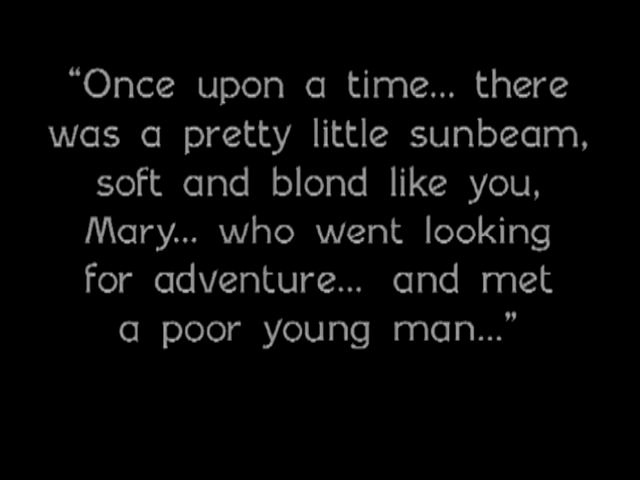 “Once upon a time... there
was a pretty little sunbeam,
soft and blond like you,
Mary... who went looking
for adventure... and met
a poor young man...”